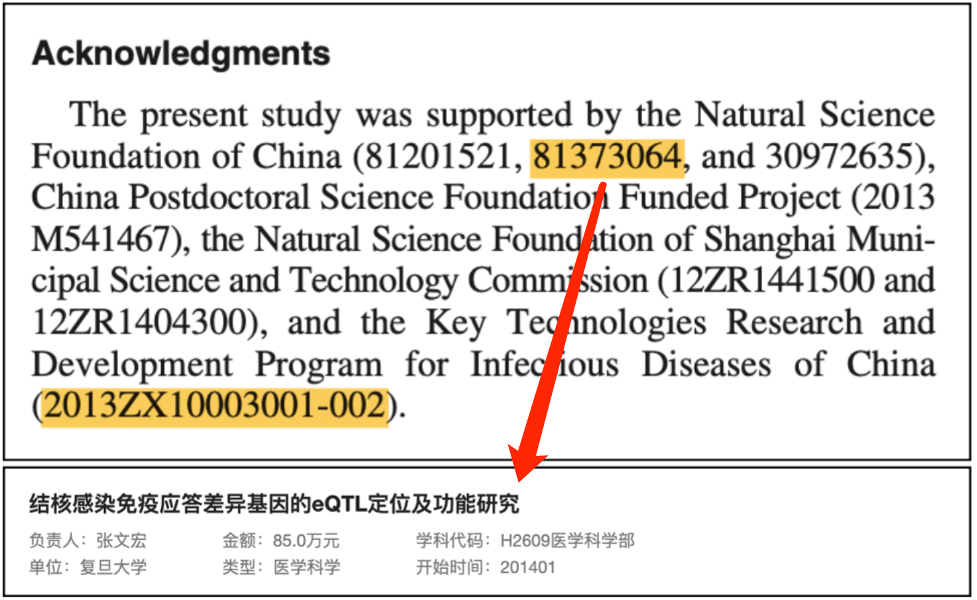 Acknowledgments
The present study was supported by the Natural Science
Foundation of China (81201521, 81373064, and 30972635),
China Postdoctoral Science Foundation Funded Project (2013
M541467), the Natural Science Foundation of Shanghai Muni-
cipal Science and Technology Commission (12ZR1441500 and
12ZR1404300), and the Key Technologies Research and
Development Program for Infectious Diseases of China
(2013ZX10003001-002).
结核感染免疫应答差异基因的eQTL定位及功能研究
负责人：张文宏 金额：85.0万元 学科代码：H2609医学科学部
单位：复旦大学 类型：医学科学 开始时间：201401